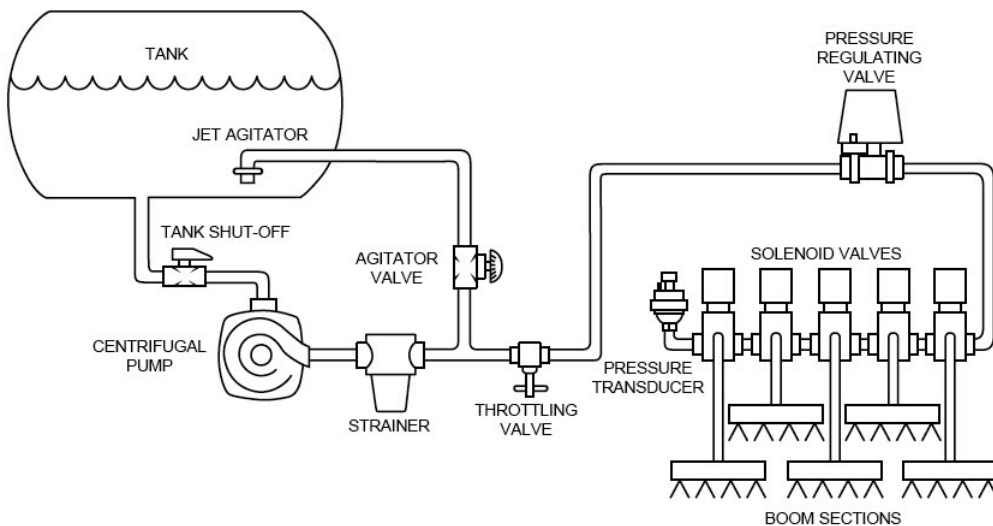 TANK
JET AGITATOR
TANK SHUT-OFF
AGITATOR
VALVE
CENTRIFUGAL
PUMP
STRAINER
THROTTLING
VALVE
PRESSURE
REGULATING
VALVE
SOLENOID VALVES
PRESSURE
TRANSDUCER
BOOM SECTIONS